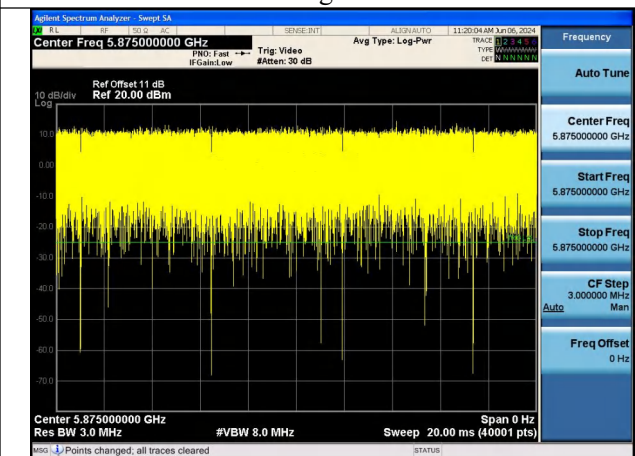 Agilent Spectrum Analyzer - Swept SA
LXI RL RF 50 Ω AC SENSE:INT ALIGN AUTO 11:20:04 AM Jun 06, 2024
Center Freq 5.875000000 GHz
PNO: Fast
IFGain:Low
Trig: Video
#Atten: 30 dB
Avg Type: Log-Pwr
TRACE 1 2 3 4 5 6
TYPE
DET N N N N N N
Ref Offset 11 dB
10 dB/div Ref 20.00 dBm
Log
10.0
0.00
-10.0
-20.0
-30.0
-40.0
-50.0
-60.0
-70.0
Center 5.875000000 GHz Span 0 Hz
Res BW 3.0 MHz #VBW 8.0 MHz Sweep 20.00 ms (40001 pts)
MSG Points changed; all traces cleared STATUS
Frequency
Auto Tune
Center Freq
5.875000000 GHz
Start Freq
5.875000000 GHz
Stop Freq
5.875000000 GHz
CF Step
3.000000 MHz
Auto Man
Freq Offset
0 Hz